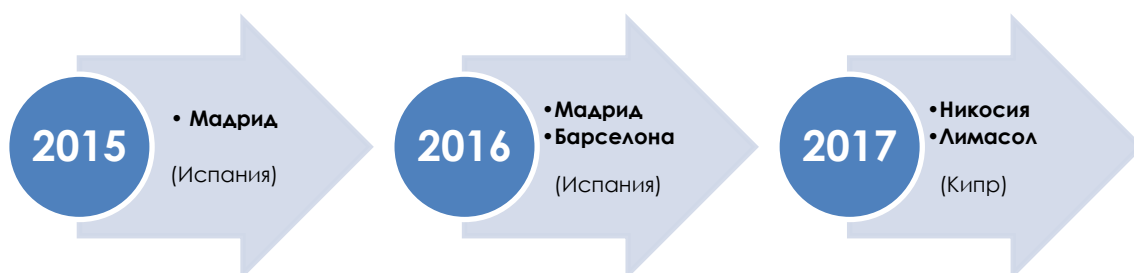 2015
• Мадрид
(Испания)
2016
•Мадрид
•Барселона
(Испания)
2017
•Никосия
•Лимасол
(Кипр)